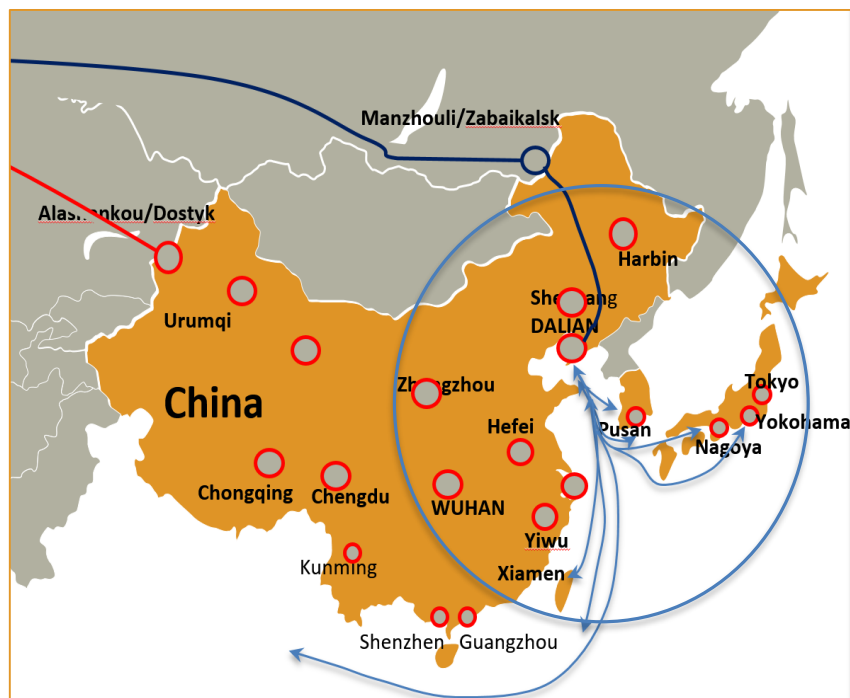 Manzhouli/Zabaikalsk
Alashankou/Dostyk
Harbin
Urumqi
Shenyang
DALIAN
China
Zhengzhou
Tokyo
Yokohama
Pusan
Nagoya
Hefei
Chongqing
Chengdu
WUHAN
Yiwu
Kunming
Xiamen
Shenzhen
Guangzhou